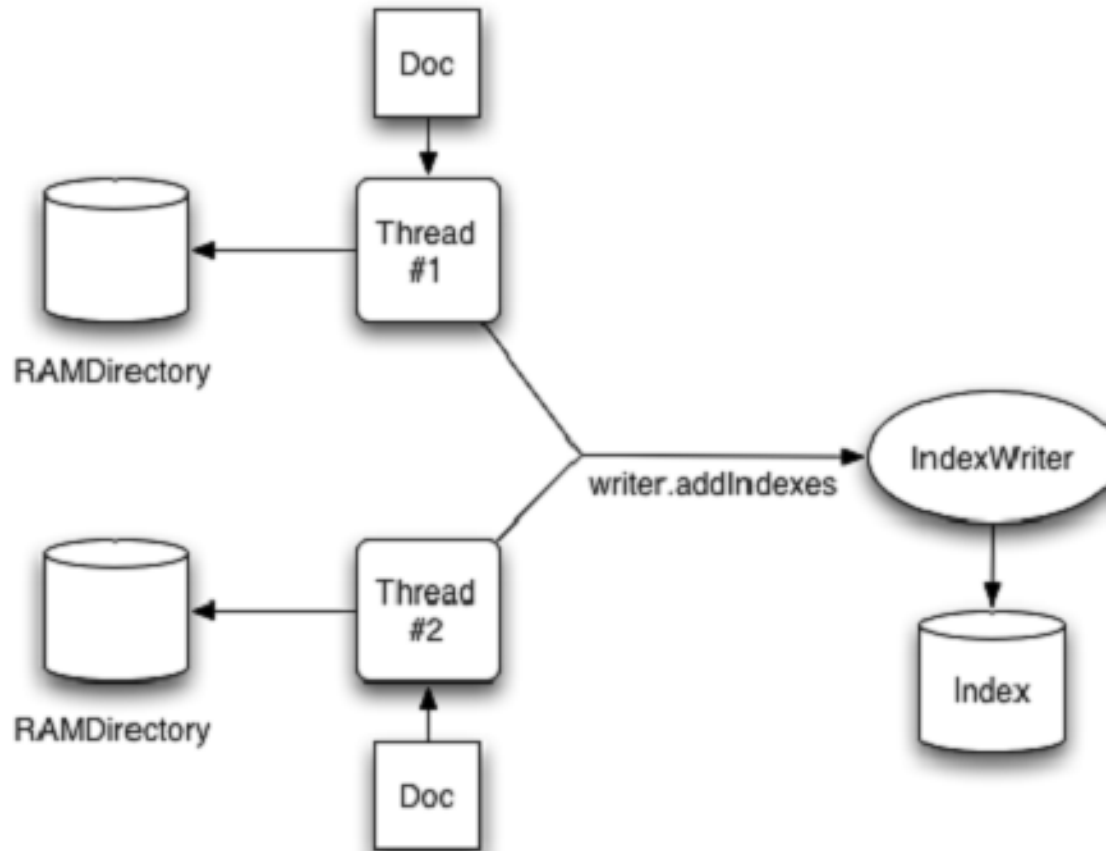 Doc
Thread
#1
RAMDirectory
writer.addIndexes
IndexWriter
Thread
#2
RAMDirectory
Index
Doc